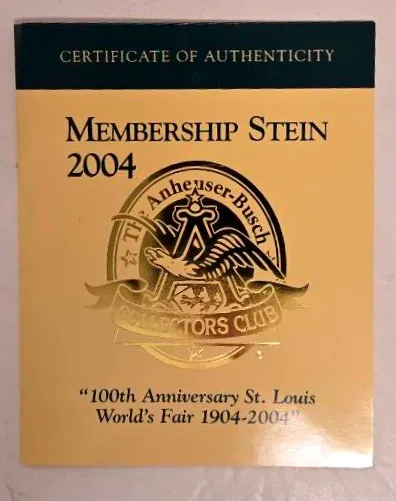 CERTIFICATE OF AUTHENTICITY
MEMBERSHIP STEIN
2004
The Anheuser-Busch
A
COLLECTORS CLUB
“100th Anniversary St. Louis
World's Fair 1904-2004”